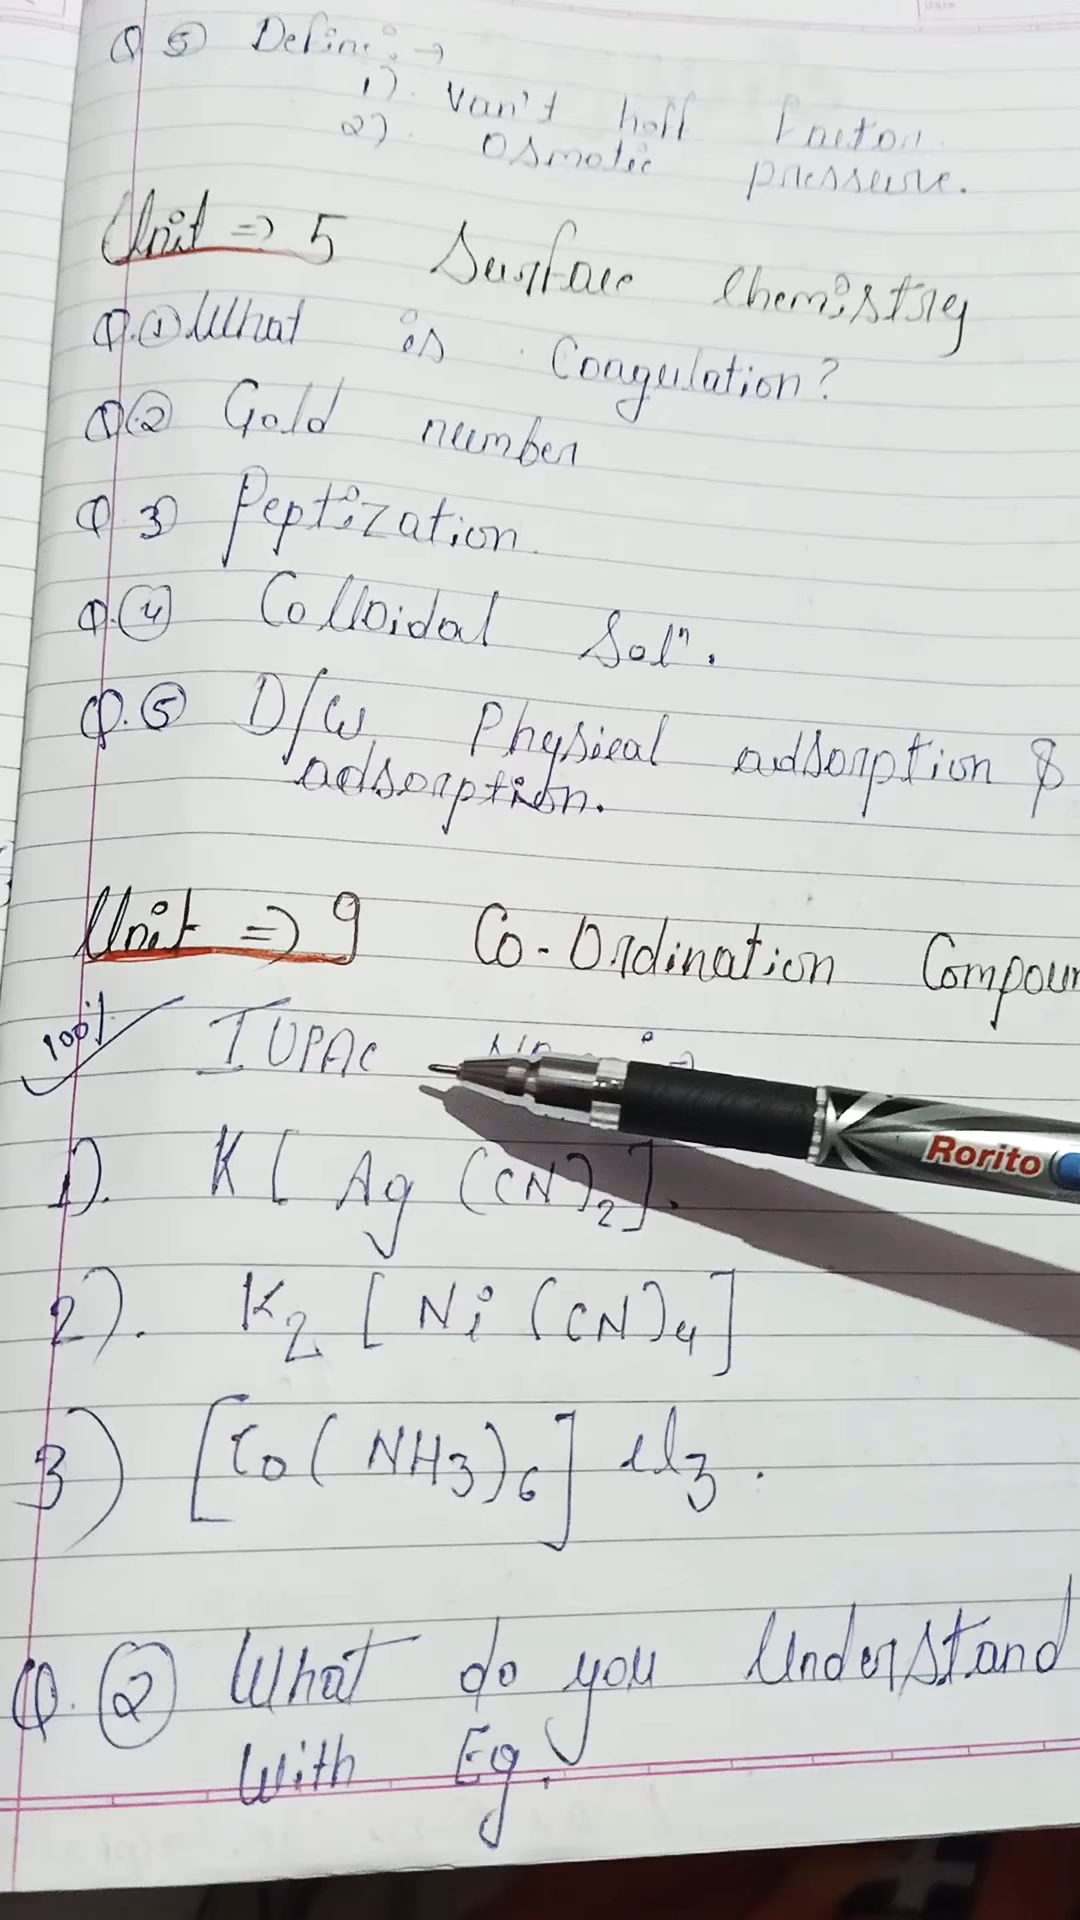 Q 5 Define :→
1). Van't hoff factor.
2). Osmotic pressure.
Unit ⇒ 5 Surface chemistry
Q.1 What is Coagulation?
Q.2 Gold number
Q 3 Peptization.
Q.4 Colloidal Solⁿ.
Q.5 D/w Physical adsorption &
adsorption.
Unit ⇒ 9 Co-Ordination Compoun
100% IUPAC
Rorito
1). K[Ag(CN)2].
2). K2[Ni(CN)4]
3) [Co(NH3)6]cl3.
Q. 2 What do you Understand
With Eg.